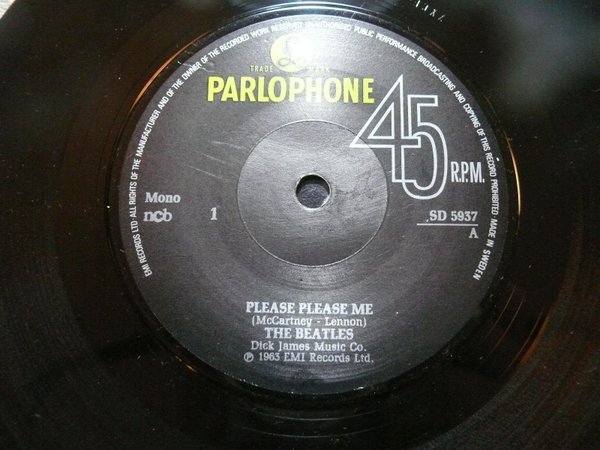 EMI RECORDS LTD ALL RIGHTS OF THE MANUFACTURER AND OF THE OWNER OF THE RECORDED WORK RESERVED UNAUTHORISED PUBLIC PERFORMANCE BROADCASTING AND COPYING OF THIS RECORD PROHIBITED MADE IN SWEDEN
TRADE MARK
PARLOPHONE
45 R.P.M.
Mono
ncb
1
SD 5937
A
PLEASE PLEASE ME
(McCartney - Lennon)
THE BEATLES
Dick James Music Co.
℗ 1963 EMI Records Ltd.